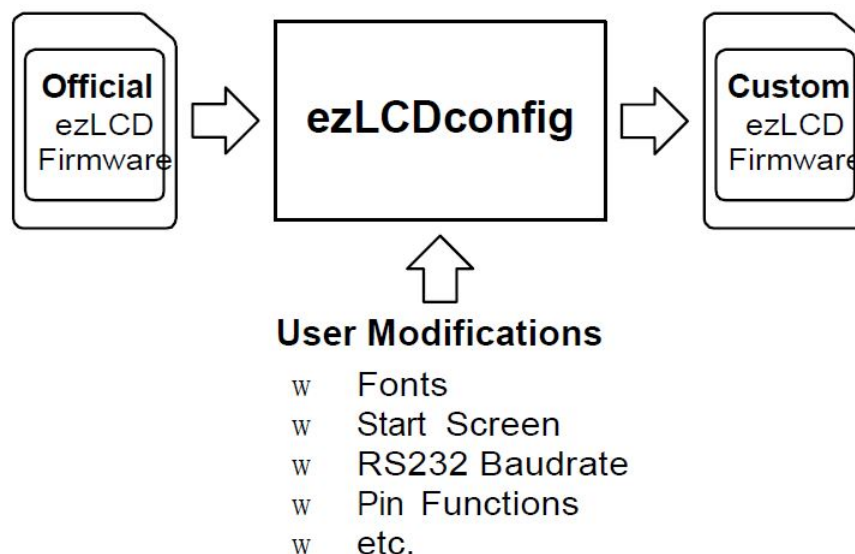 Official
ezLCD
Firmware
ezLCDconfig
Custom
ezLCD
Firmware
User Modifications
w Fonts
w Start Screen
w RS232 Baudrate
w Pin Functions
w etc.